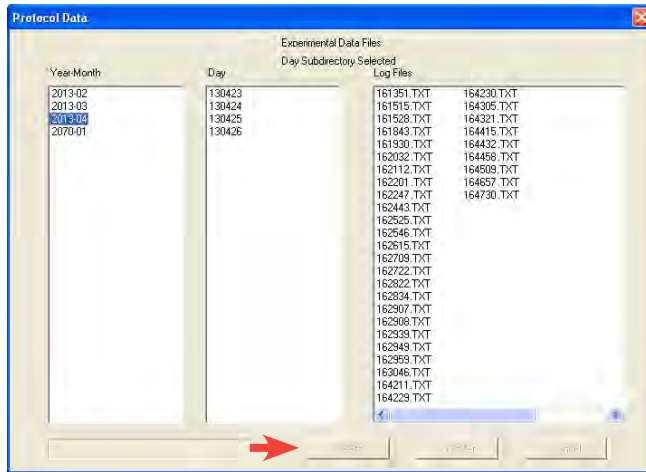 Protocol Data
Experimental Data Files
Day Subdirectory Selected
Year-Month
Day
Log Files
2013-02
2013-03
2013-04
2070-01
130423
130424
130425
130426
161351.TXT
161515.TXT
161528.TXT
161843.TXT
161930.TXT
162032.TXT
162112.TXT
162201.TXT
162247.TXT
162443.TXT
162525.TXT
162546.TXT
162615.TXT
162709.TXT
162722.TXT
162822.TXT
162834.TXT
162907.TXT
162908.TXT
162939.TXT
162949.TXT
162959.TXT
163046.TXT
164211.TXT
164229.TXT
164230.TXT
164305.TXT
164321.TXT
164415.TXT
164432.TXT
164458.TXT
164509.TXT
164657.TXT
164730.TXT